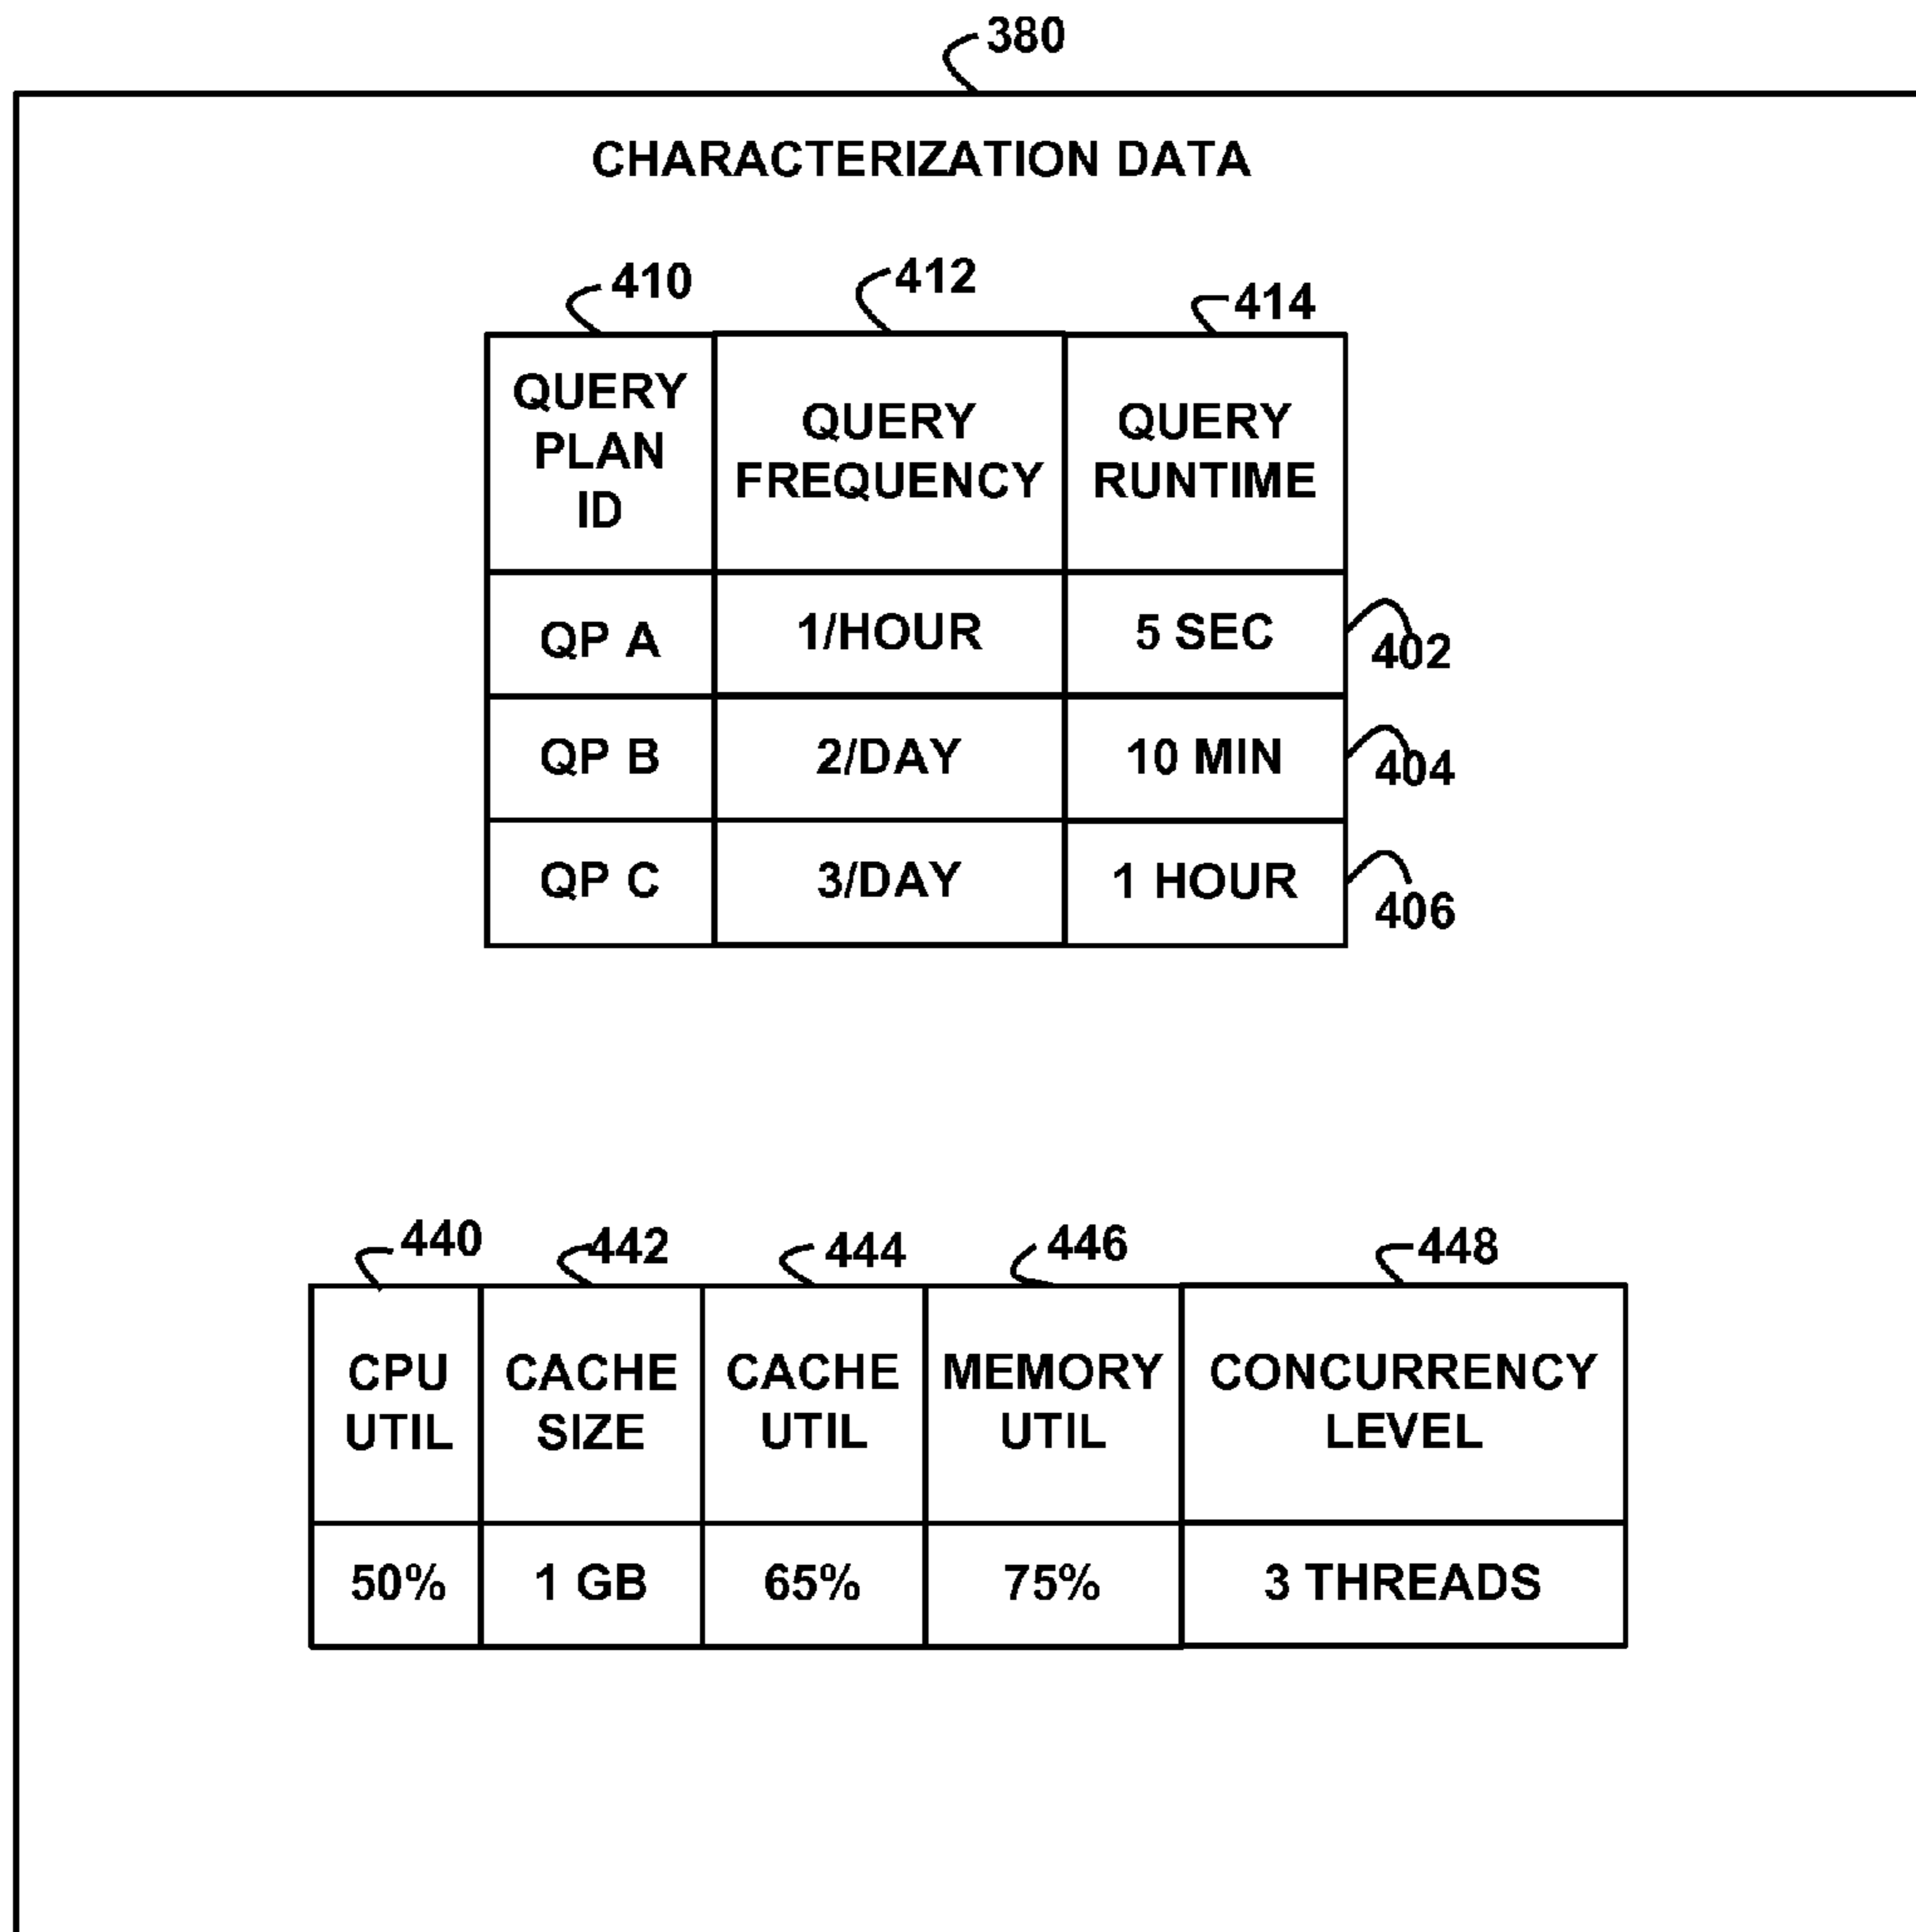 380
CHARACTERIZATION DATA
410
412
414
QUERY
PLAN
ID
QUERY
FREQUENCY
QUERY
RUNTIME
QP A
1/HOUR
5 SEC
402
QP B
2/DAY
10 MIN
404
QP C
3/DAY
1 HOUR
406
440
442
444
446
448
CPU
UTIL
CACHE
SIZE
CACHE
UTIL
MEMORY
UTIL
CONCURRENCY
LEVEL
50%
1 GB
65%
75%
3 THREADS